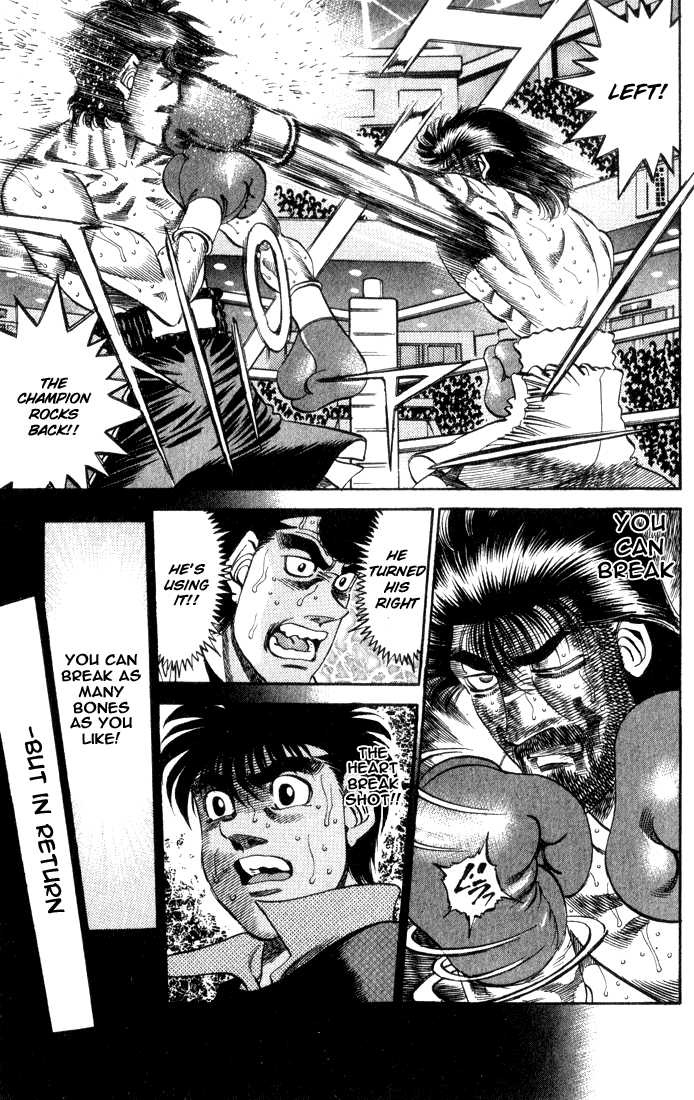 LEFT!
THE
CHAMPION
ROCKS
BACK!!
YOU
CAN
BREAK
HE
TURNED
HIS
RIGHT
HE'S
USING
IT!!
THE
HEART
BREAK
SHOT!!
YOU CAN
BREAK AS
MANY
BONES
AS YOU
LIKE!
-BUT IN RETURN